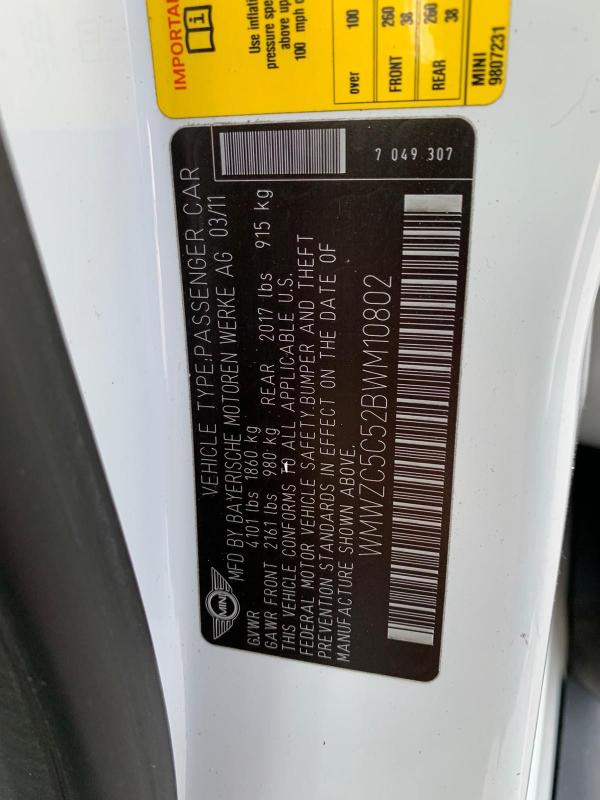 IMPORTA
Use inflati
pressure spe
above up
100 mph o
over 100
FRONT 260 38
REAR 260 38
MINI
9807231
7 049 307
VEHICLE TYPE:PASSENGER CAR
MFD BY BAYERISCHE MOTOREN WERKE AG 03/11
GVWR 4101 lbs 1860 kg
GAWR FRONT 2161 lbs 980 kg REAR 2017 lbs 915 kg
THIS VEHICLE CONFORMS TO ALL APPLICABLE U.S.
FEDERAL MOTOR VEHICLE SAFETY.BUMPER AND THEFT
PREVENTION STANDARDS IN EFFECT ON THE DATE OF
MANUFACTURE SHOWN ABOVE.
WMWZC5C52BWM10802
MINI